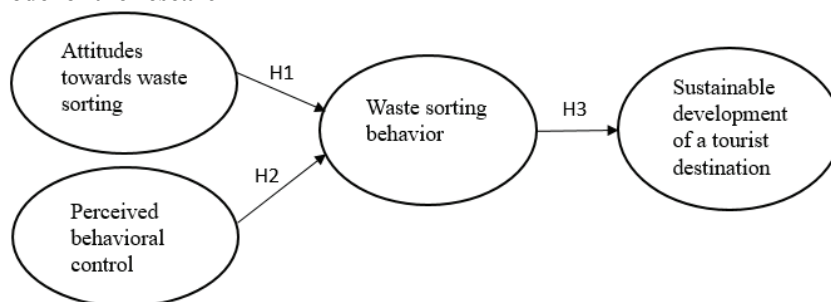 Attitudes
towards waste
sorting
H1
Waste sorting
behavior
H3
Sustainable
development
of a tourist
destination
H2
Perceived
behavioral
control